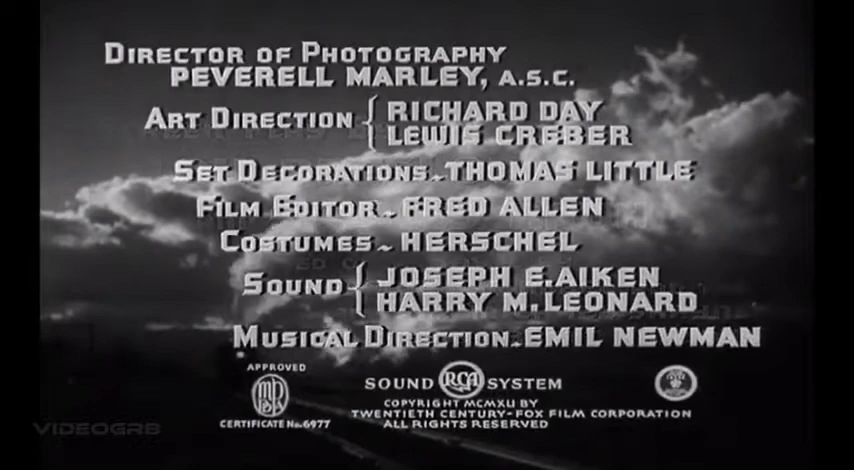 DIRECTOR OF PHOTOGRAPHY
PEVERELL MARLEY, A.S.C.
ART DIRECTION { RICHARD DAY
LEWIS CREBER
SET DECORATIONS~THOMAS LITTLE
FILM EDITOR~FRED ALLEN
COSTUMES~HERSCHEL
SOUND { JOSEPH E. AIKEN
HARRY M. LEONARD
MUSICAL DIRECTION~EMIL NEWMAN
APPROVED
CERTIFICATE No. 6977
SOUND RCA SYSTEM
COPYRIGHT MCMXLI BY
TWENTIETH CENTURY-FOX FILM CORPORATION
ALL RIGHTS RESERVED
VIDEOGR8